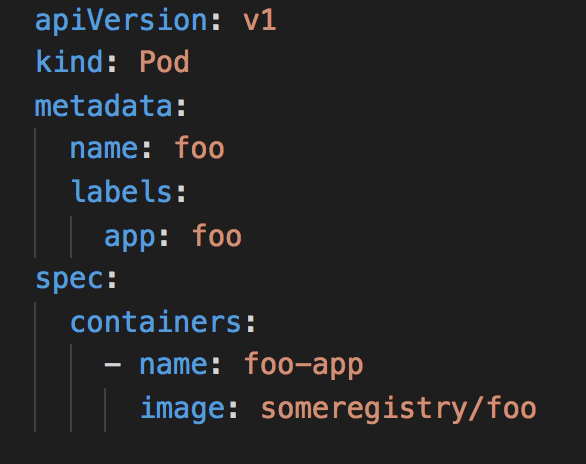 apiVersion: v1
kind: Pod
metadata:
  name: foo
  labels:
    app: foo
spec:
  containers:
    - name: foo-app
      image: someregistry/foo